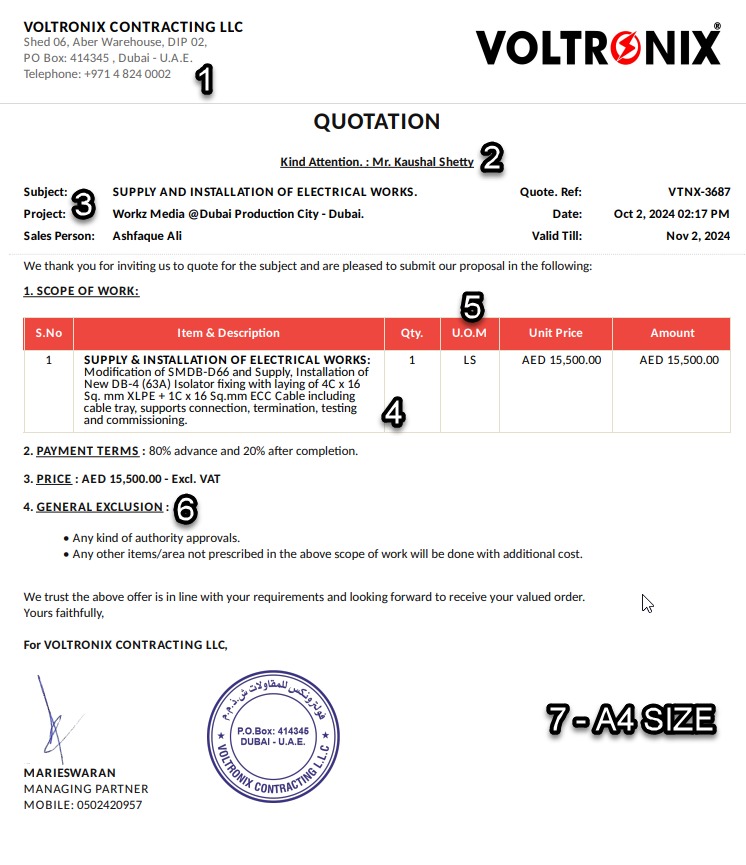 VOLTRONIX CONTRACTING LLC
Shed 06, Aber Warehouse, DIP 02,
PO Box: 414345 , Dubai - U.A.E.
Telephone: +971 4 824 0002
1
VOLTRONIX®
QUOTATION
Kind Attention. : Mr. Kaushal Shetty 2
Subject: SUPPLY AND INSTALLATION OF ELECTRICAL WORKS. Quote. Ref: VTNX-3687
3
Project: Workz Media @Dubai Production City - Dubai. Date: Oct 2, 2024 02:17 PM
Sales Person: Ashfaque Ali Valid Till: Nov 2, 2024
We thank you for inviting us to quote for the subject and are pleased to submit our proposal in the following:
1. SCOPE OF WORK:
5
S.No Item & Description Qty. U.O.M Unit Price Amount
1 SUPPLY & INSTALLATION OF ELECTRICAL WORKS: 1 LS AED 15,500.00 AED 15,500.00
Modification of SMDB-D66 and Supply, Installation of
New DB-4 (63A) Isolator fixing with laying of 4C x 16
Sq. mm XLPE + 1C x 16 Sq.mm ECC Cable including
cable tray, supports connection, termination, testing
and commissioning.
4
2. PAYMENT TERMS : 80% advance and 20% after completion.
3. PRICE : AED 15,500.00 - Excl. VAT
4. GENERAL EXCLUSION : 6
• Any kind of authority approvals.
• Any other items/area not prescribed in the above scope of work will be done with additional cost.
We trust the above offer is in line with your requirements and looking forward to receive your valued order.
Yours faithfully,
For VOLTRONIX CONTRACTING LLC,
فولترونكس للمقاولات ش.ذ.م.م
P.O.Box: 414345
DUBAI - U.A.E.
VOLTRONIX CONTRACTING L.L.C
7 - A4 SIZE
MARIESWARAN
MANAGING PARTNER
MOBILE: 0502420957